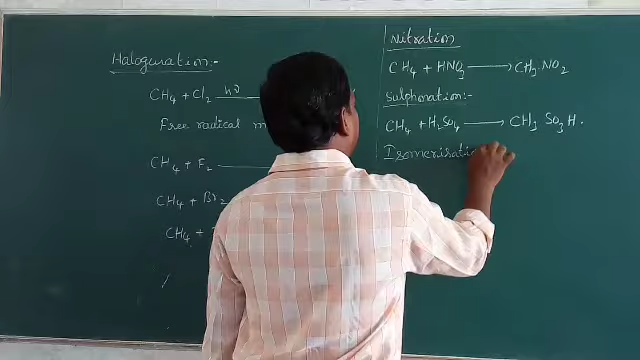 Halogenation:-
CH4 + Cl2 hν
Free radical m
CH4 + F2
CH4 + Br2
CH4 +
Nitration
CH4 + HNO3 → CH3.NO2
Sulphonation:-
CH4 + H2SO4 → CH3 SO3H.
Isomerisatio